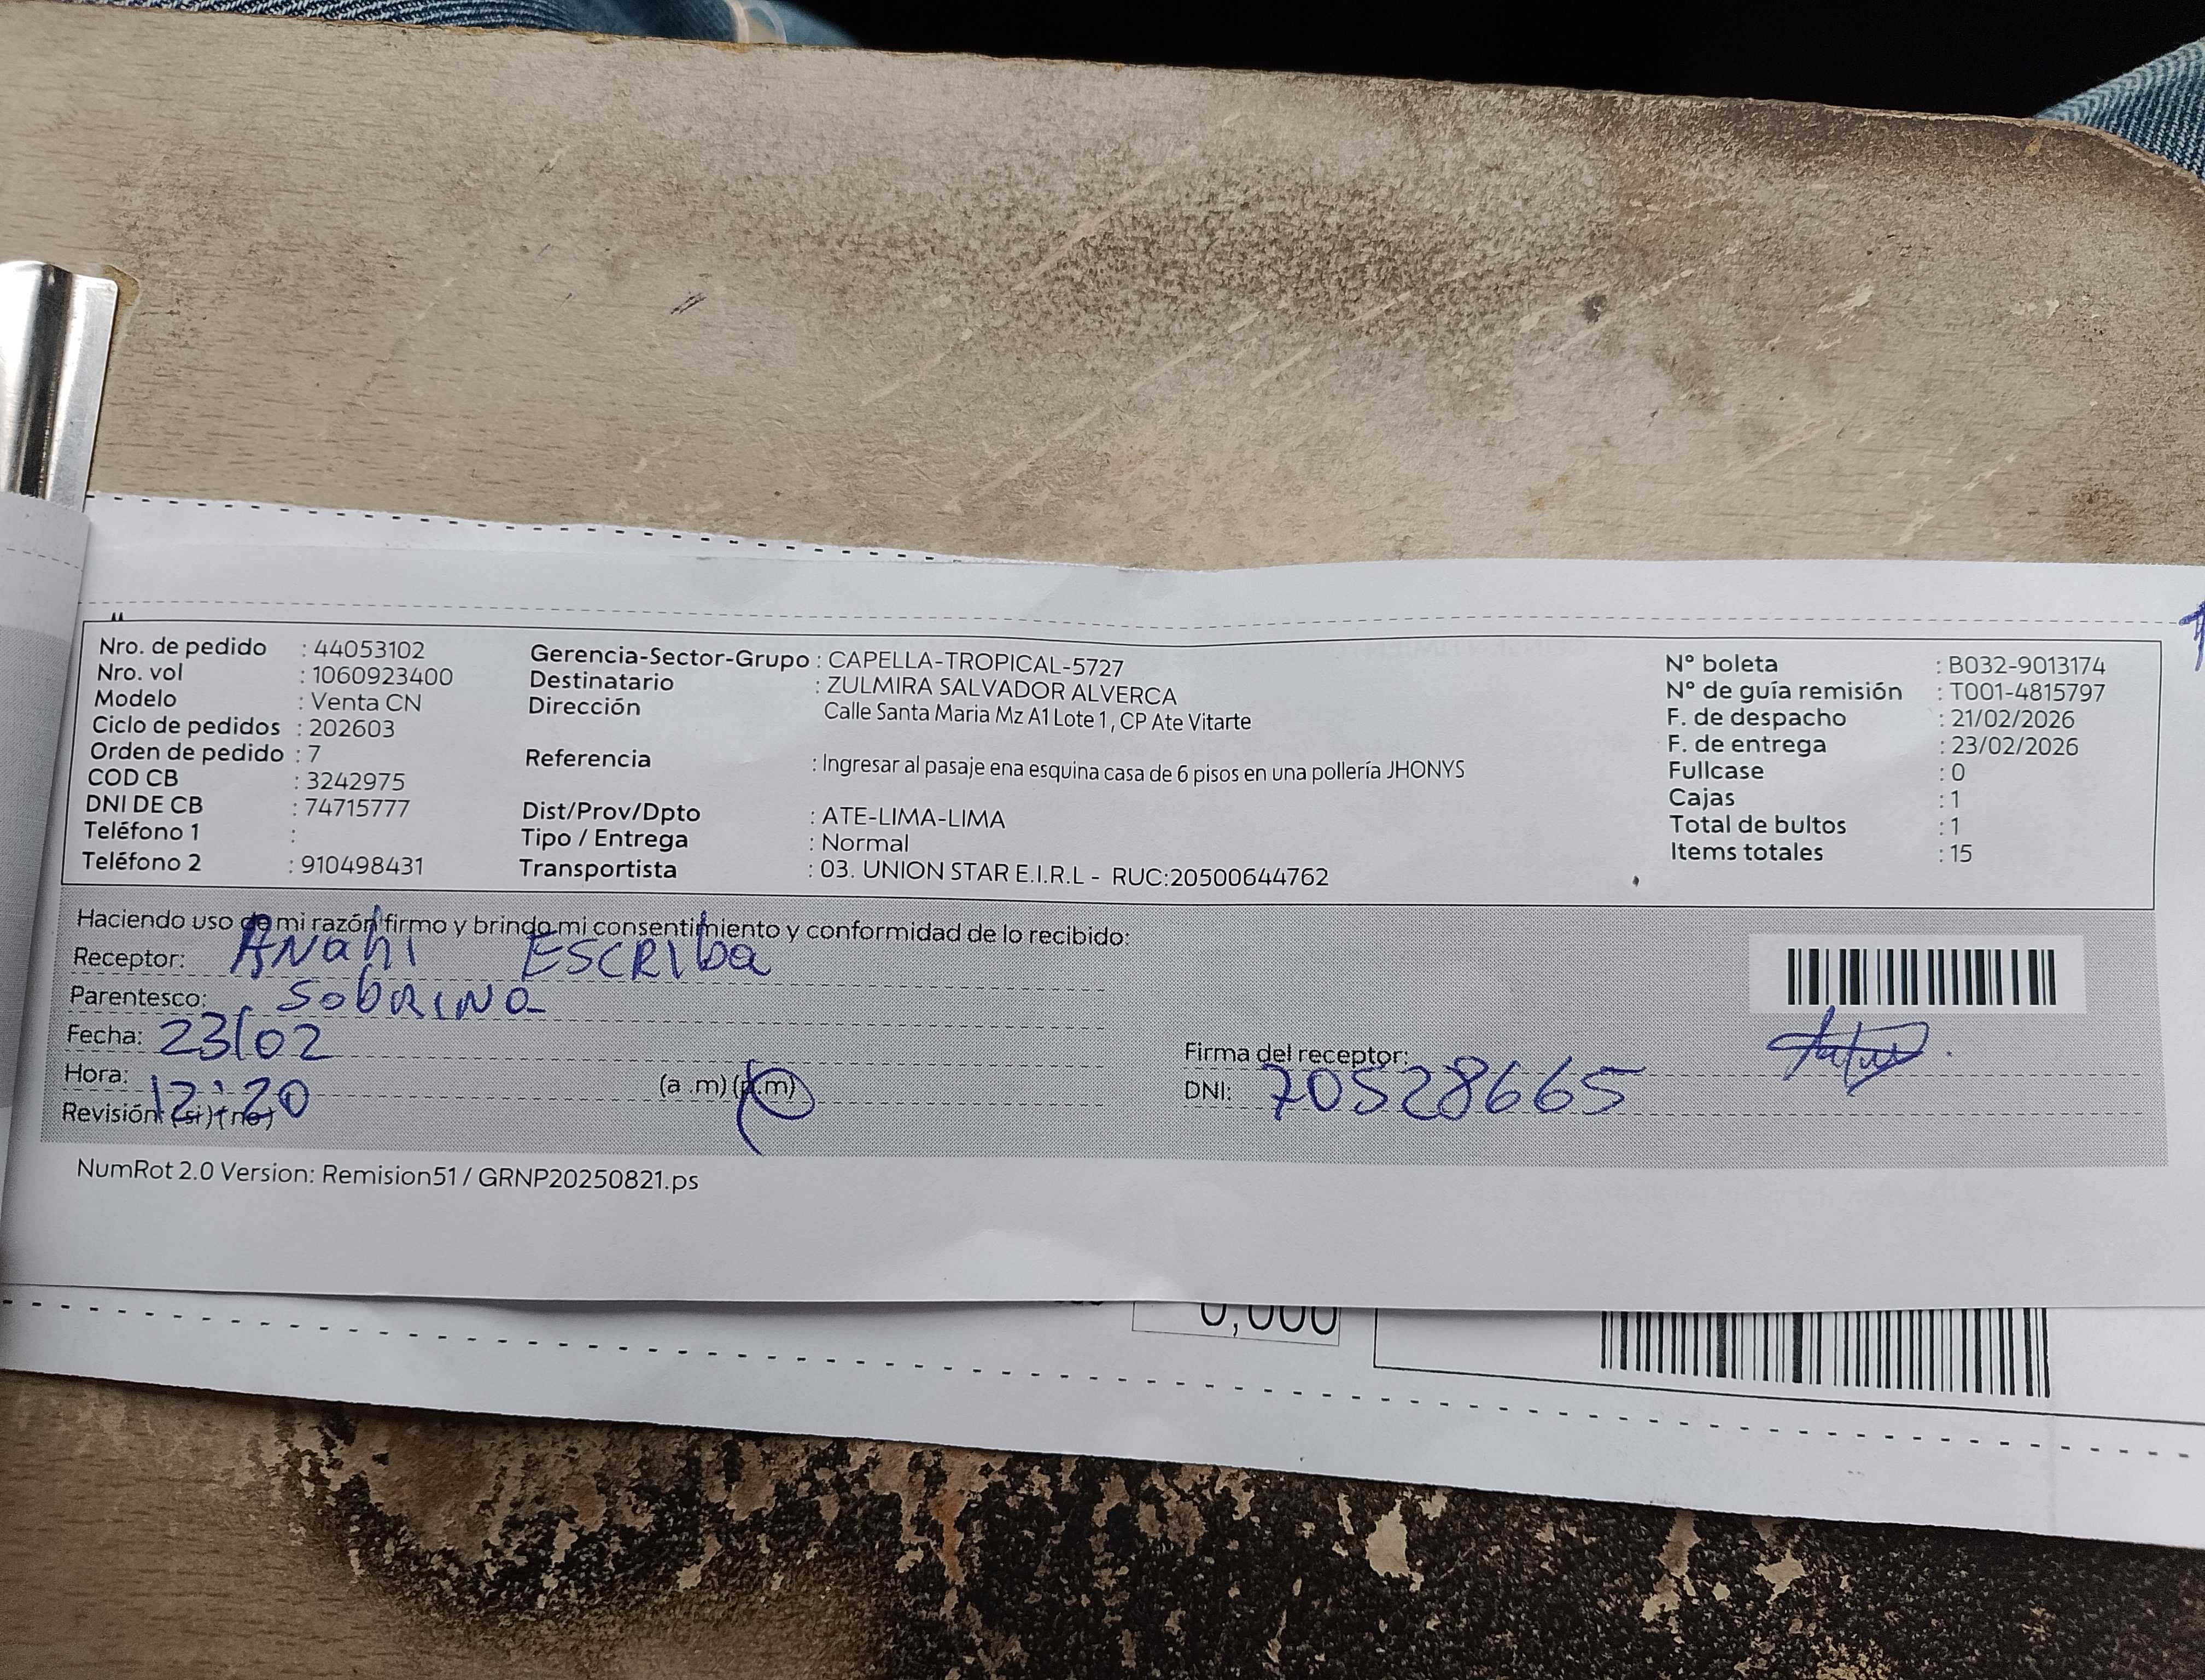 Nro. de pedido : 44053102
Nro. vol : 1060923400
Modelo : Venta CN
Ciclo de pedidos : 202603
Orden de pedido : 7
COD CB : 3242975
DNI DE CB : 74715777
Teléfono 1 :
Teléfono 2 : 910498431
Gerencia-Sector-Grupo : CAPELLA-TROPICAL-5727
Destinatario : ZULMIRA SALVADOR ALVERCA
Dirección Calle Santa Maria Mz A1 Lote 1, CP Ate Vitarte
Referencia : Ingresar al pasaje ena esquina casa de 6 pisos en una pollería JHONYS
Dist/Prov/Dpto : ATE-LIMA-LIMA
Tipo / Entrega : Normal
Transportista : 03. UNION STAR E.I.R.L - RUC:20500644762
N° boleta : B032-9013174
N° de guía remisión : T001-4815797
F. de despacho : 21/02/2026
F. de entrega : 23/02/2026
Fullcase : 0
Cajas : 1
Total de bultos : 1
Items totales : 15
Haciendo uso de mi razón firmo y brindo mi consentimiento y conformidad de lo recibido:
Receptor: Anahi Escriba
Parentesco: Sobrina
Fecha: 23/02
Hora: 12:20 (a .m) (p.m)
Revisión: (si) (no)
Firma del receptor:
DNI: 70528665
NumRot 2.0 Version: Remision51 / GRNP20250821.ps
0,000